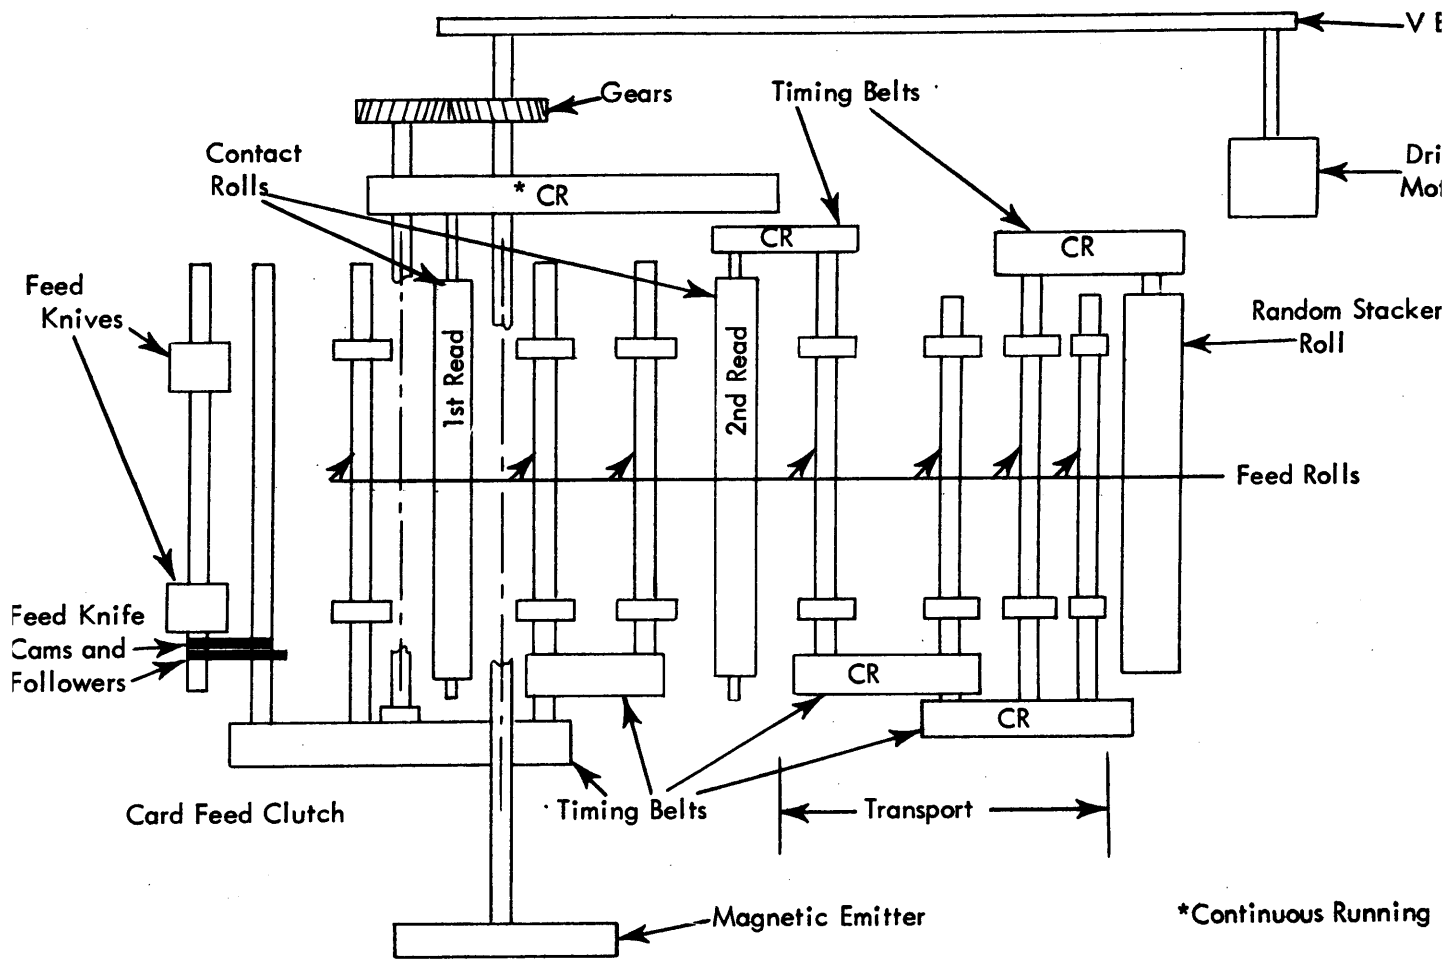 V B
Gears
Timing Belts
Contact
Rolls
Dri
Mot
* CR
CR
CR
Feed
Knives
Random Stacker
Roll
1st Read
2nd Read
Feed Rolls
Feed Knife
Cams and
Followers
CR
CR
Card Feed Clutch
Timing Belts
Transport
Magnetic Emitter
*Continuous Running